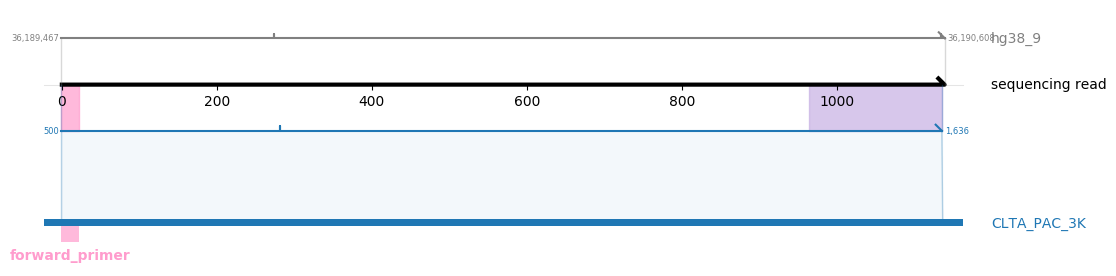 36,189,467 36,190,608 hg38_9
sequencing read
0 200 400 600 800 1000
500 1,636
CLTA_PAC_3K
forward_primer